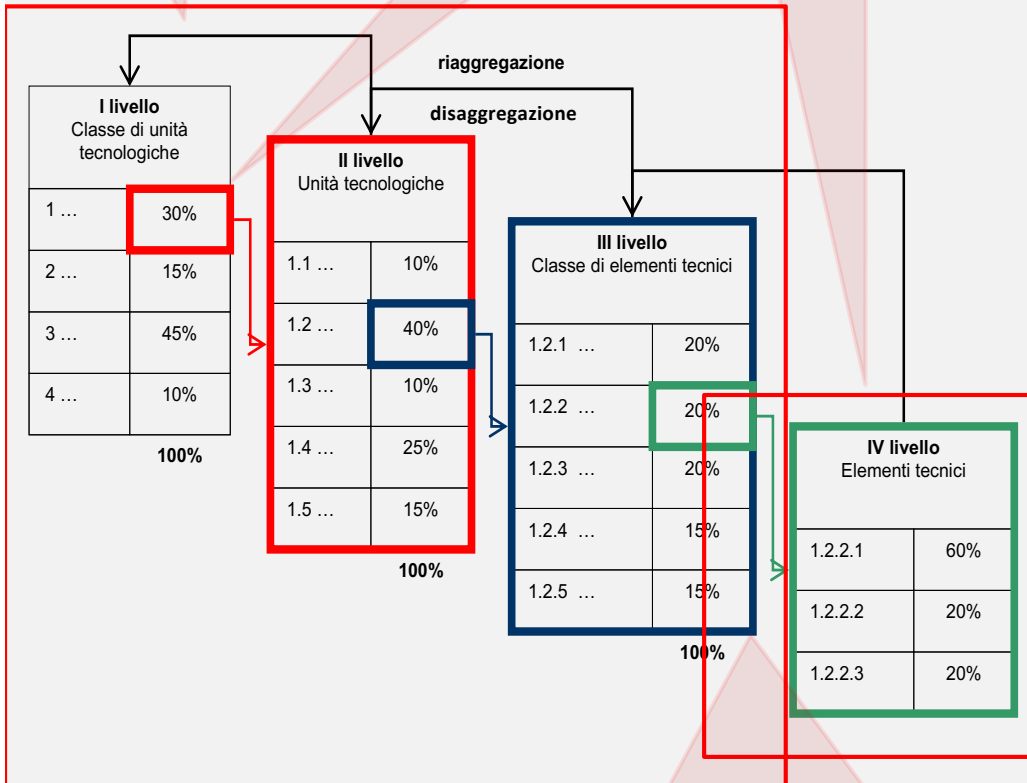 riaggregazione
disaggregazione
I livello
Classe di unità
tecnologiche
1 … 30%
2 … 15%
3 … 45%
4 … 10%
100%
II livello
Unità tecnologiche
1.1 … 10%
1.2 … 40%
1.3 … 10%
1.4 … 25%
1.5 … 15%
100%
III livello
Classe di elementi tecnici
1.2.1 … 20%
1.2.2 … 20%
1.2.3 … 20%
1.2.4 … 15%
1.2.5 … 15%
100%
IV livello
Elementi tecnici
1.2.2.1 60%
1.2.2.2 20%
1.2.2.3 20%